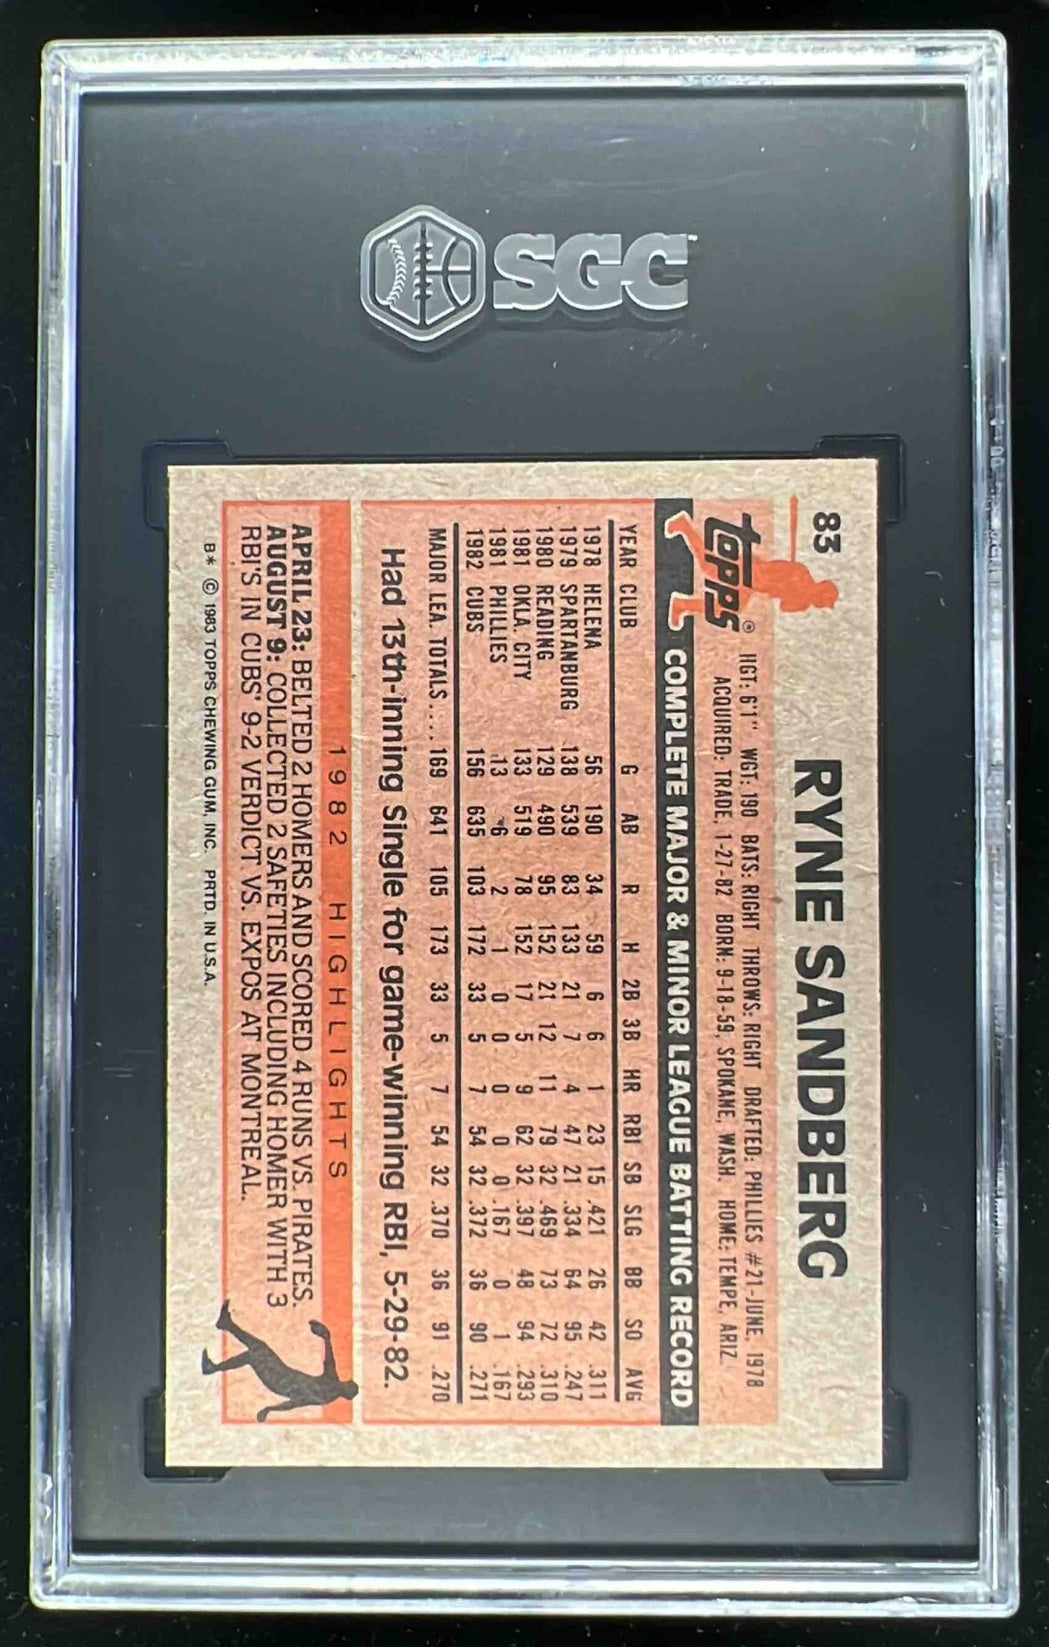 SGC
83
RYNE SANDBERG
topps®
HGT: 6'1" WGT: 190 BATS: RIGHT THROWS: RIGHT DRAFTED: PHILLIES #21-JUNE, 1978
ACQUIRED: TRADE, 1-27-82 BORN: 9-18-59, SPOKANE, WASH. HOME: TEMPE, ARIZ.
COMPLETE MAJOR & MINOR LEAGUE BATTING RECORD
YEAR CLUB G AB R H 2B 3B HR RBI SB SLG BB SO AVG
1978 HELENA 56 190 34 59 6 6 1 23 15 .421 26 42 .311
1979 SPARTANBURG 138 539 83 133 21 7 4 47 21 .334 64 95 .247
1980 READING 129 490 95 152 21 12 11 79 32 .469 73 72 .310
1981 OKLA. CITY 133 519 78 152 17 5 9 62 32 .397 48 94 .293
1981 PHILLIES 13 6 2 1 0 0 0 0 0 .167 0 1 .167
1982 CUBS 156 635 103 172 33 5 7 54 32 .372 36 90 .271
MAJOR LEA. TOTALS.... 169 641 105 173 33 5 7 54 32 .370 36 91 .270
Had 13th-inning Single for game-winning RBI, 5-29-82.
1982 HIGHLIGHTS
APRIL 23: BELTED 2 HOMERS AND SCORED 4 RUNS VS. PIRATES.
AUGUST 9: COLLECTED 2 SAFETIES INCLUDING HOMER WITH 3
RBI'S IN CUBS' 9-2 VERDICT VS. EXPOS AT MONTREAL.
B* © 1983 TOPPS CHEWING GUM, INC. PRTD. IN U.S.A.